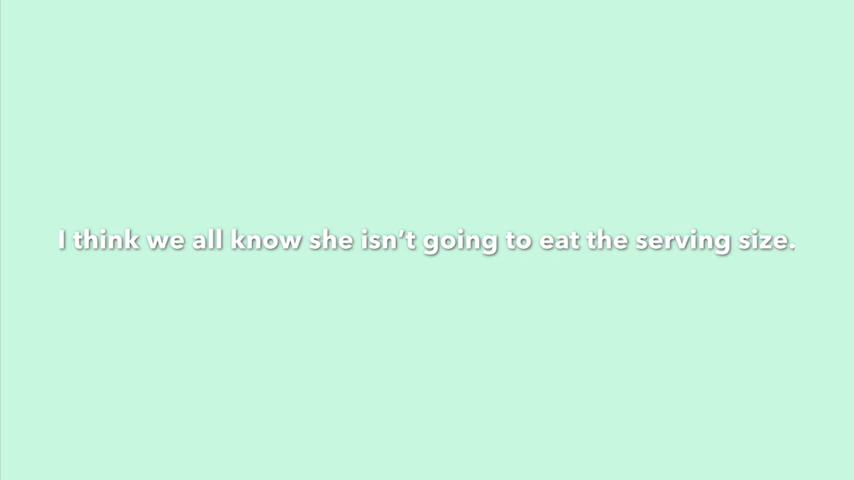 I think we all know she isn’t going to eat the serving size.